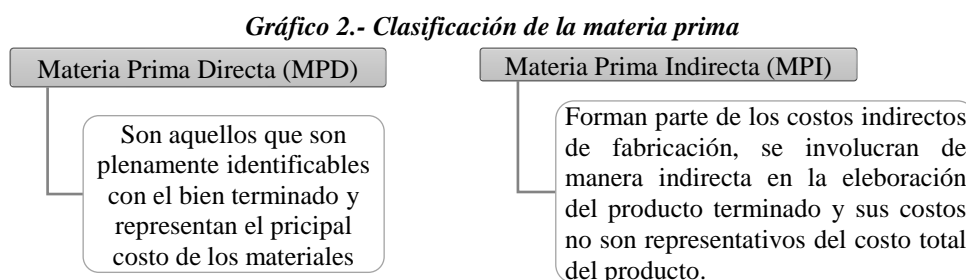 Gráfico 2.- Clasificación de la materia prima
Materia Prima Directa (MPD)
Son aquellos que son
plenamente identificables
con el bien terminado y
representan el pricipal
costo de los materiales
Materia Prima Indirecta (MPI)
Forman parte de los costos indirectos
de fabricación, se involucran de
manera indirecta en la eleboración
del producto terminado y sus costos
no son representativos del costo total
del producto.